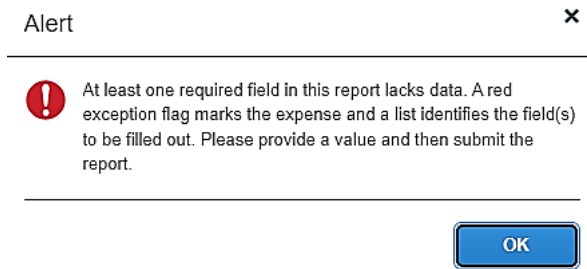 Alert
×
At least one required field in this report lacks data. A red
exception flag marks the expense and a list identifies the field(s)
to be filled out. Please provide a value and then submit the
report.
OK